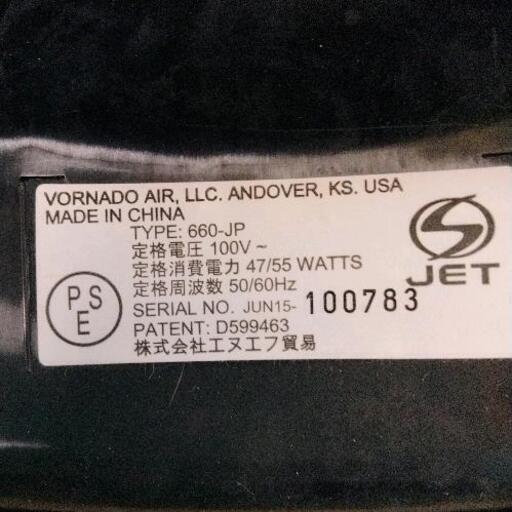 VORNADO AIR, LLC. ANDOVER, KS. USA
MADE IN CHINA
TYPE: 660-JP
定格電圧 100V～
定格消費電力 47/55 WATTS
定格周波数 50/60Hz
SERIAL NO. JUN15-100783
PATENT: D599463
株式会社エヌエフ貿易
PS
E
S
JET